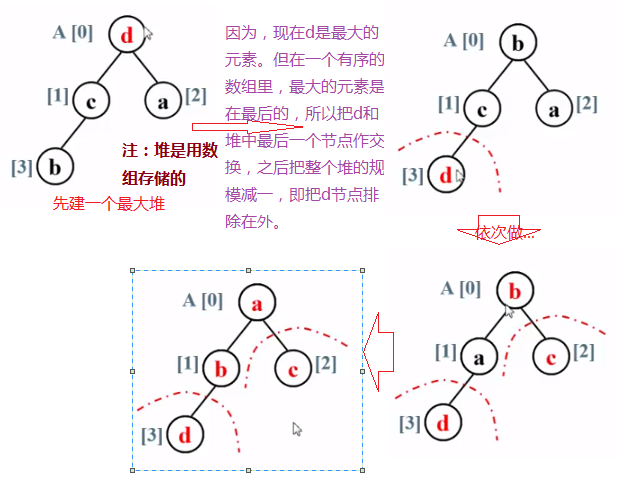 A [0]
d
[1]
c
a
[2]
[3]
b
注：堆是用数
组存储的
先建一个最大堆
因为，现在d是最大的
元素。但在一个有序的
数组里，最大的元素是
在最后的，所以把d和
堆中最后一个节点作交
换，之后把整个堆的规
模减一，即把d节点排
除在外。
A [0]
b
[1]
c
a
[2]
[3]
d
依次做...
A [0]
b
[1]
a
c
[2]
[3]
d
A [0]
a
[1]
b
c
[2]
[3]
d